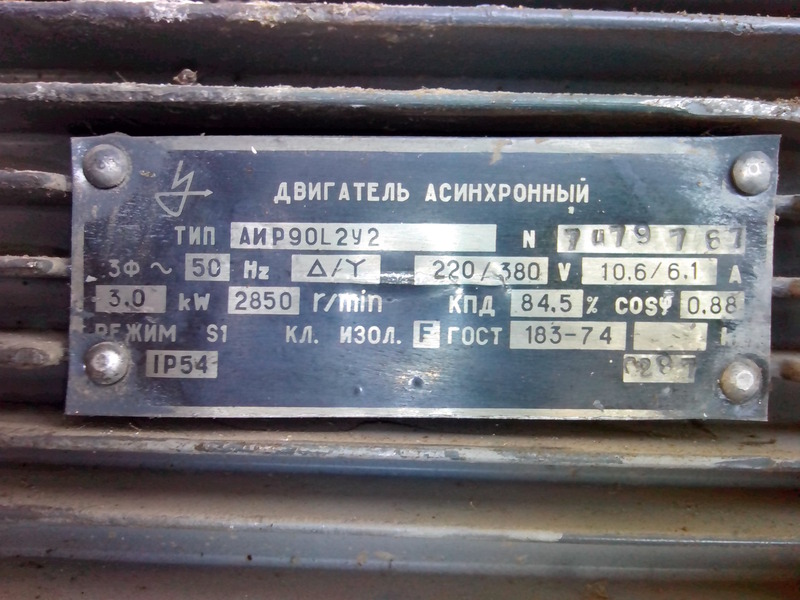 ДВИГАТЕЛЬ АСИНХРОННЫЙ
ТИП АИР90L2У2 N
3Ф ~ 50 Hz Δ/Y 220/380 V 10.6/6.1 A
3.0 kW 2850 r/min КПД 84.5 % COSφ 0.88
РЕЖИМ S1 КЛ. ИЗОЛ. F ГОСТ 183-74
IP54